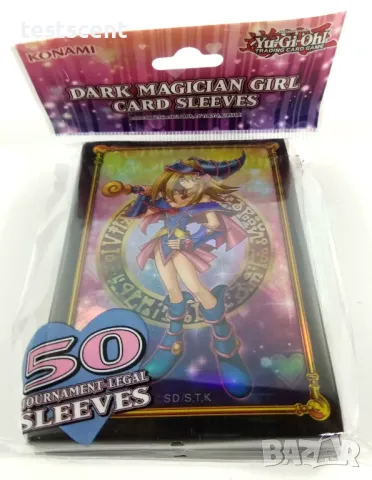 testscent
KONAMI
Yu-Gi-Oh!
TRADING CARD GAME
DARK MAGICIAN GIRL
CARD SLEEVES
50
TOURNAMENT-LEGAL
SLEEVES
SD/S.T.K
BAZAR